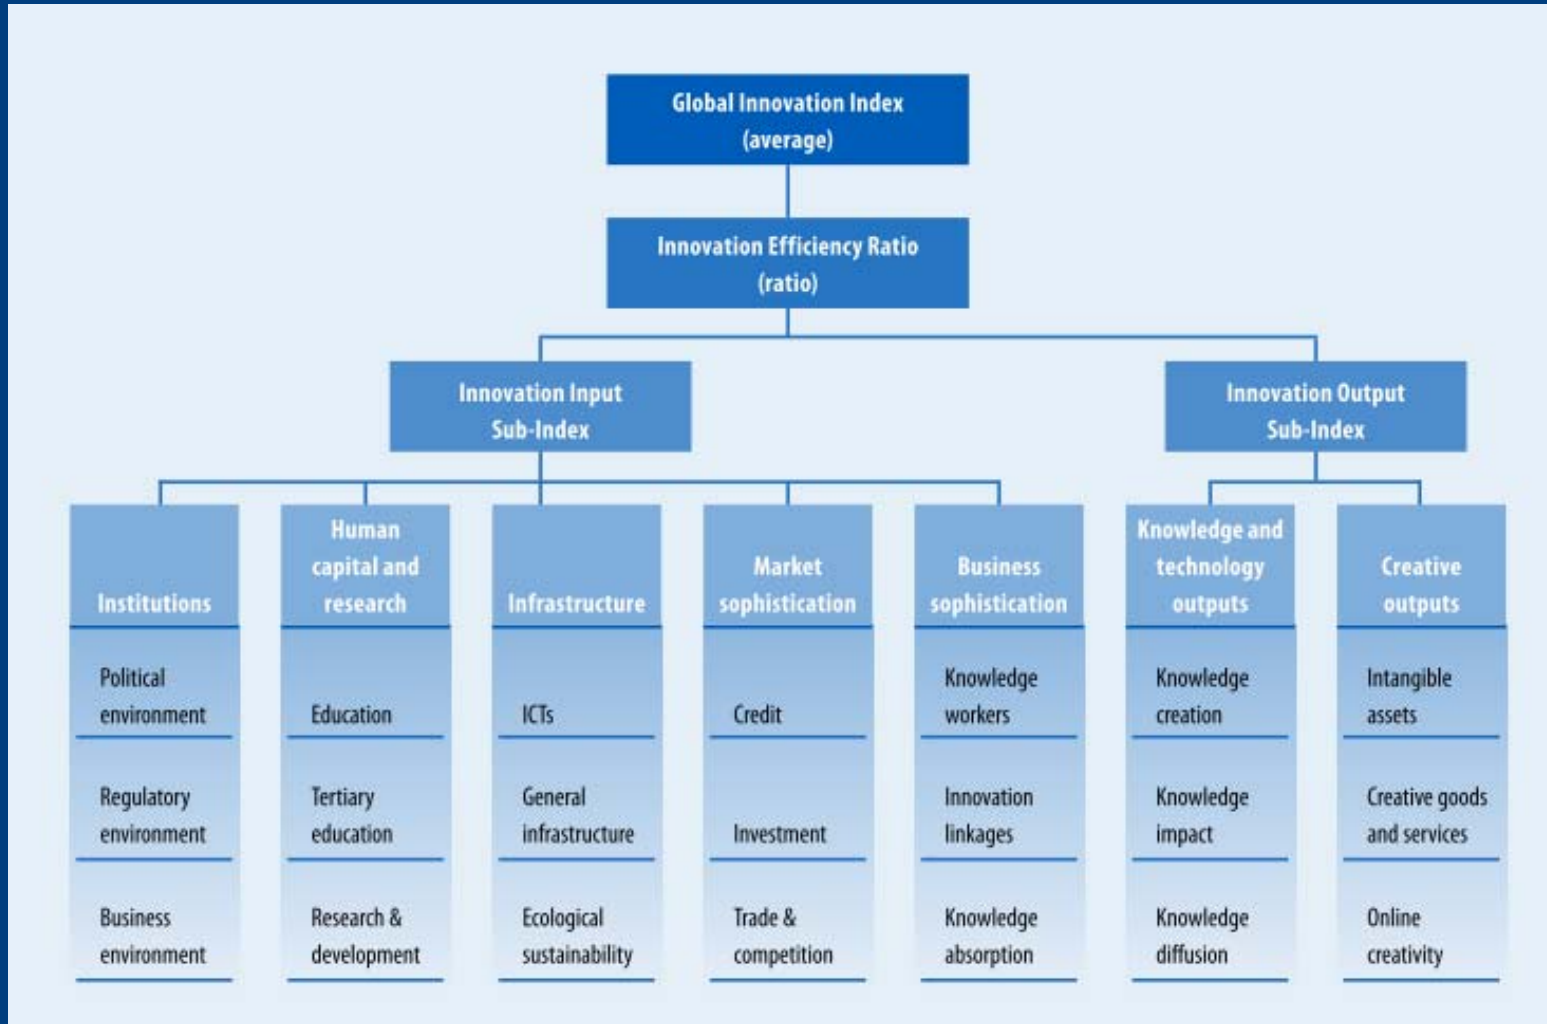 Global Innovation Index
(average)
Innovation Efficiency Ratio
(ratio)
Innovation Input
Sub-Index
Innovation Output
Sub-Index
Institutions
Political
environment
Regulatory
environment
Business
environment
Human
capital and
research
Education
Tertiary
education
Research &
development
Infrastructure
ICTs
General
infrastructure
Ecological
sustainability
Market
sophistication
Credit
Investment
Trade &
competition
Business
sophistication
Knowledge
workers
Innovation
linkages
Knowledge
absorption
Knowledge and
technology
outputs
Knowledge
creation
Knowledge
impact
Knowledge
diffusion
Creative
outputs
Intangible
assets
Creative goods
and services
Online
creativity